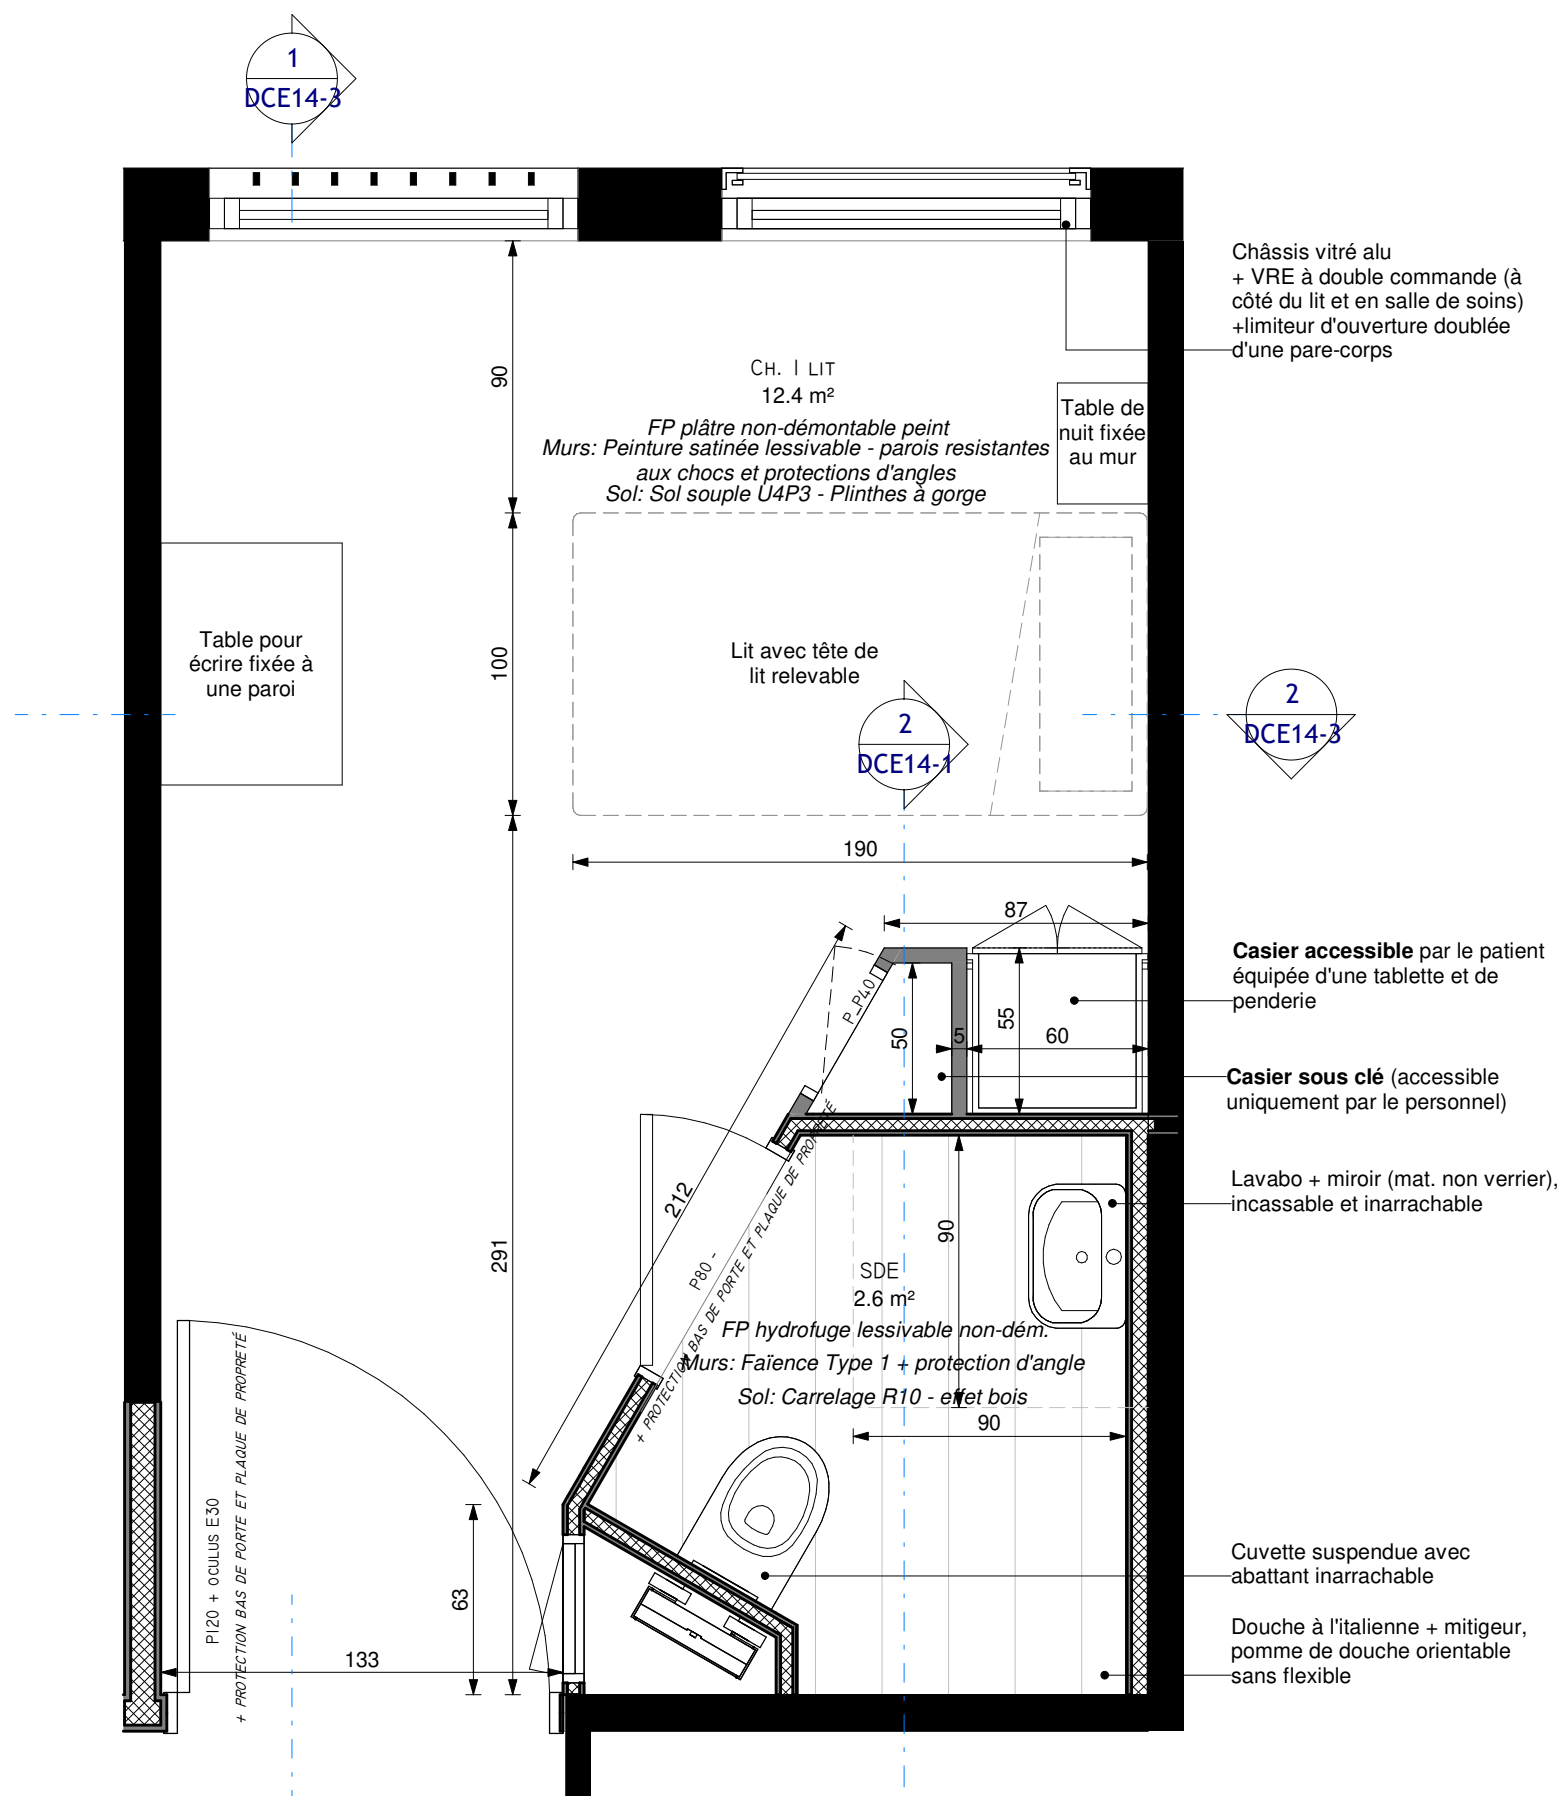 1
DCE14-3
Châssis vitré alu
+ VRE à double commande (à
côté du lit et en salle de soins)
+limiteur d'ouverture doublée
d'une pare-corps
90
CH. 1 LIT
12.4 m²
FP plâtre non-démontable peint
Murs: Peinture satinée lessivable - parois resistantes
aux chocs et protections d'angles
Sol: Sol souple U4P3 - Plinthes à gorge
Table de
nuit fixée
au mur
Table pour
écrire fixée à
une paroi
100
Lit avec tête de
lit relevable
2
DCE14-1
2
DCE14-3
190
87
Casier accessible par le patient
équipée d'une tablette et de
penderie
P_P40
50
5
55
60
Casier sous clé (accessible
uniquement par le personnel)
Lavabo + miroir (mat. non verrier),
incassable et inarrachable
212
291
90
P80 -
+ PROTECTION BAS DE PORTE ET PLAQUE DE PROPRETÉ
SDE
2.6 m²
FP hydrofuge lessivable non-dém.
Murs: Faïence Type 1 + protection d'angle
Sol: Carrelage R10 - effet bois
90
P120 + OCULUS E30
+ PROTECTION BAS DE PORTE ET PLAQUE DE PROPRETÉ
63
133
Cuvette suspendue avec
abattant inarrachable
Douche à l'italienne + mitigeur,
pomme de douche orientable
sans flexible